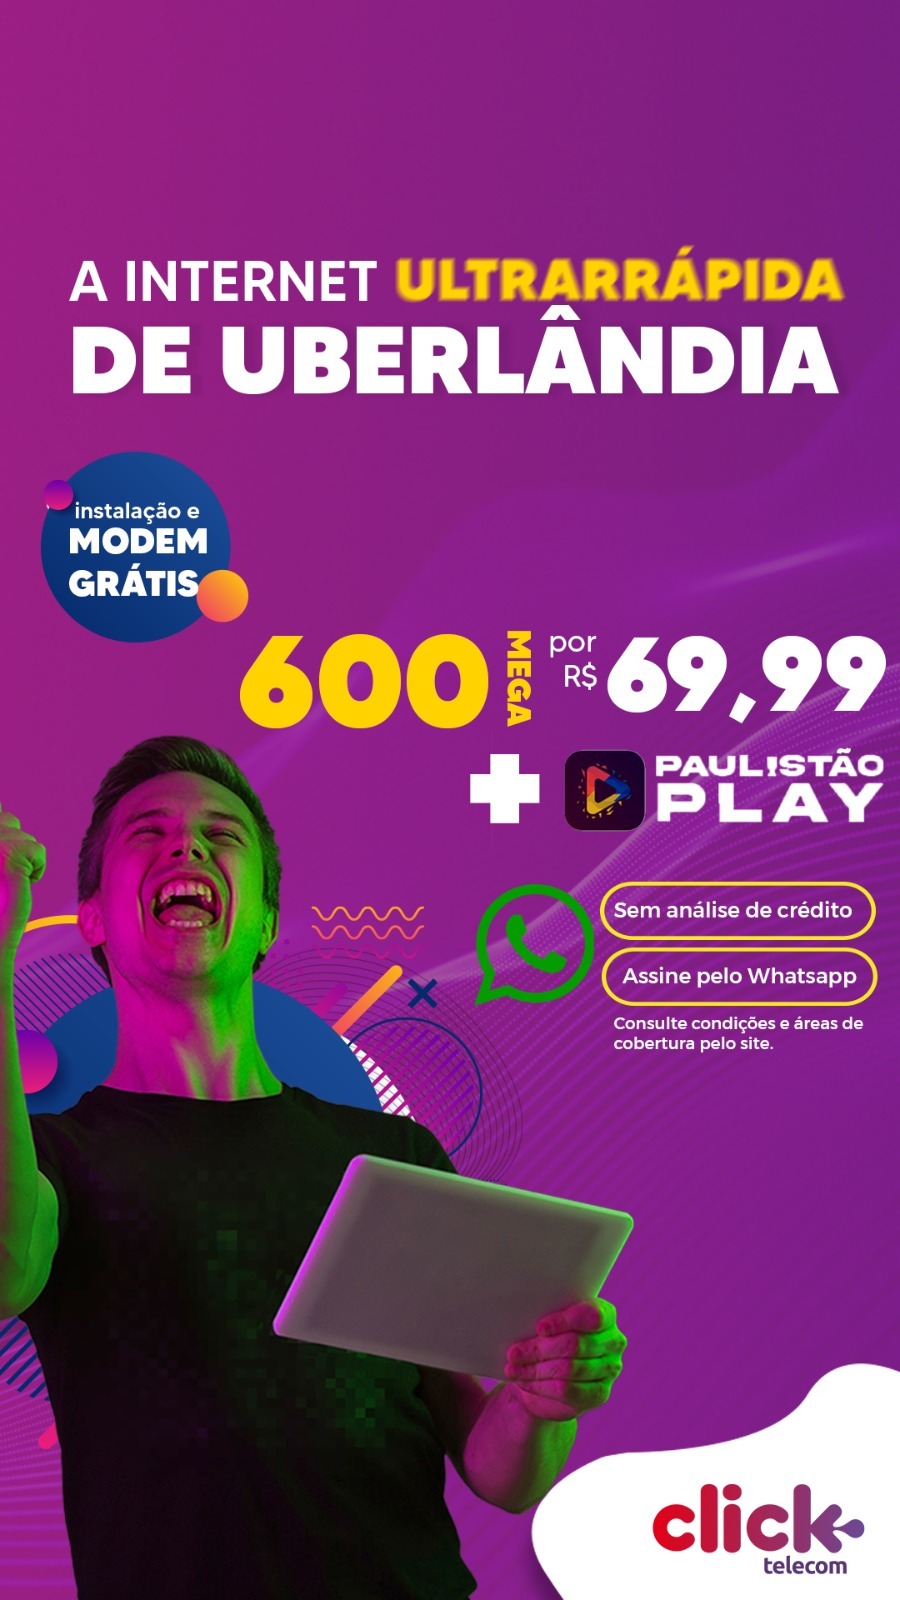 A INTERNET ULTRARRÁPIDA
DE UBERLÂNDIA
instalação e
MODEM
GRÁTIS
600 MEGA por R$ 69,99
PAULISTÃO
PLAY
Sem análise de crédito
Assine pelo Whatsapp
Consulte condições e áreas de
cobertura pelo site.
click
telecom